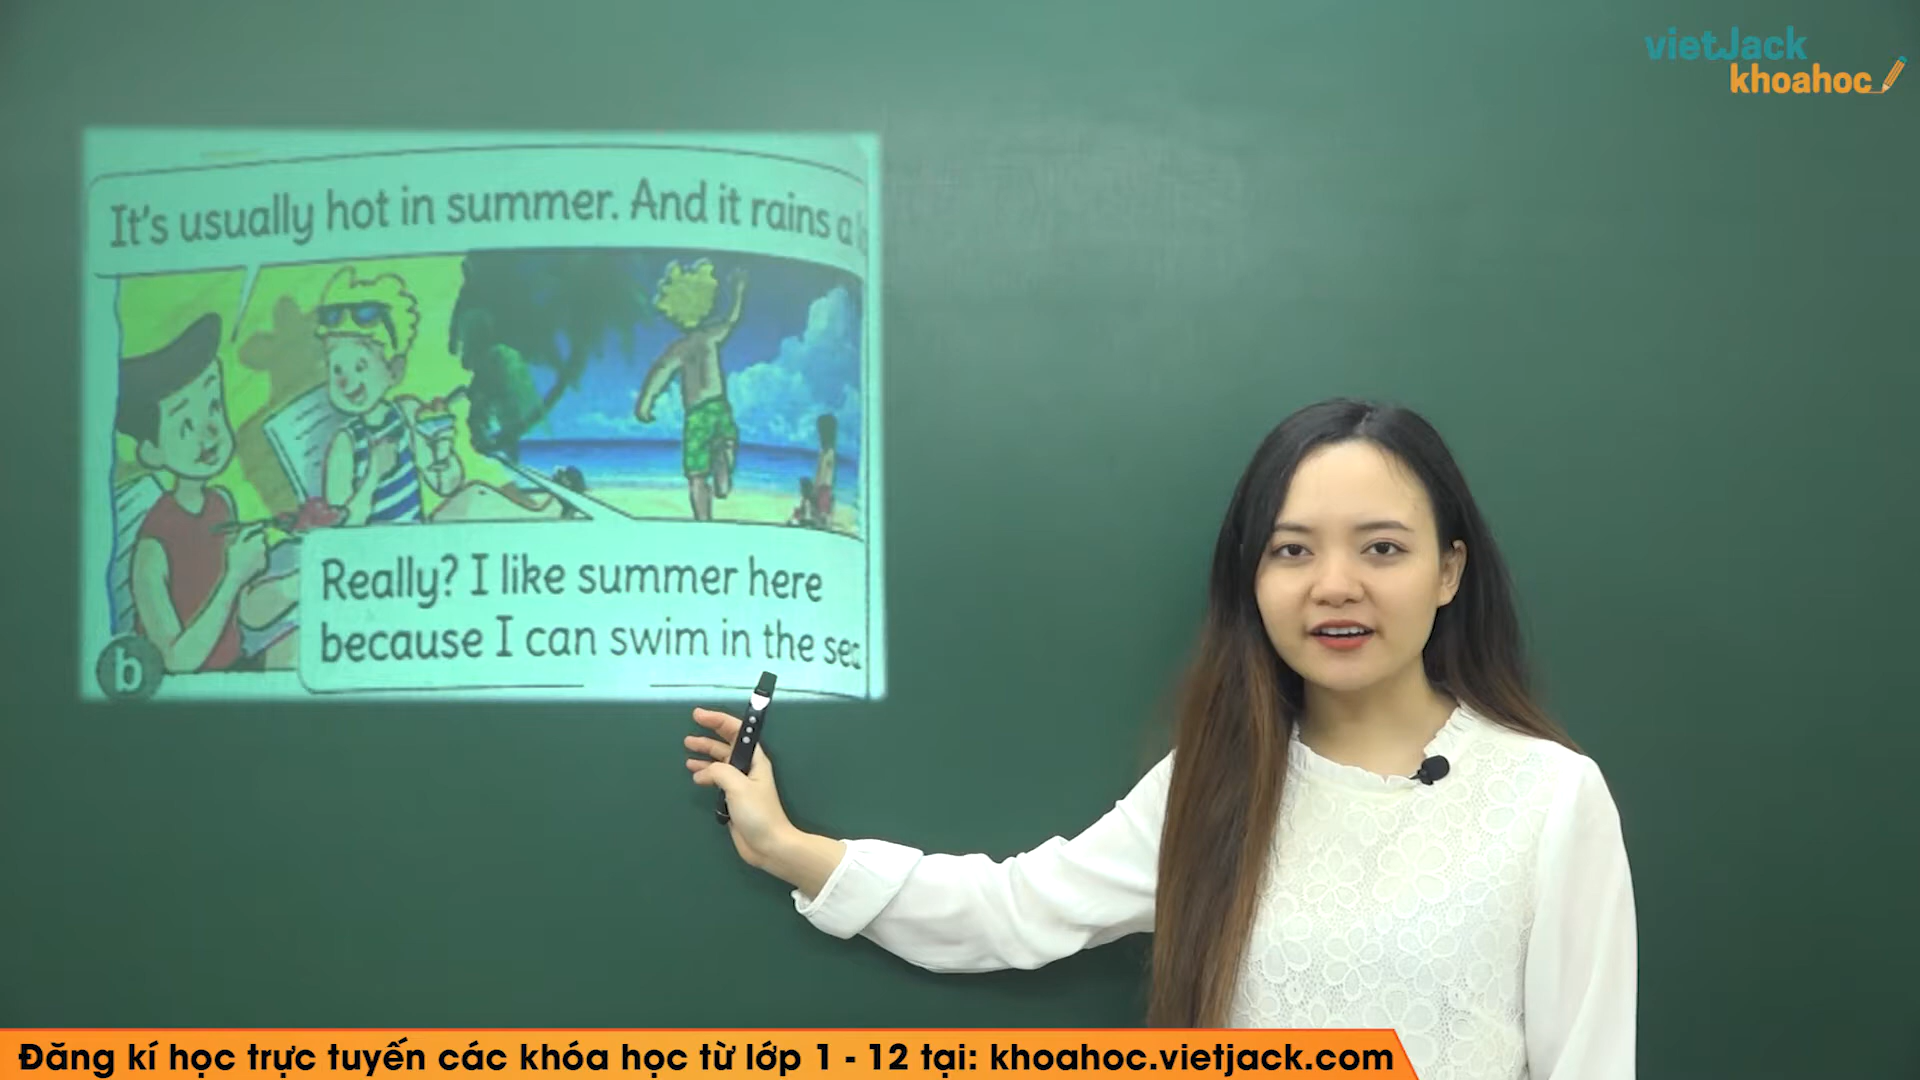 vietJack
khoahoc
It's usually hot in summer. And it rains a
Really? I like summer here
because I can swim in the sea
b
Đăng kí học trực tuyến các khóa học từ lớp 1 - 12 tại: khoahoc.vietjack.com